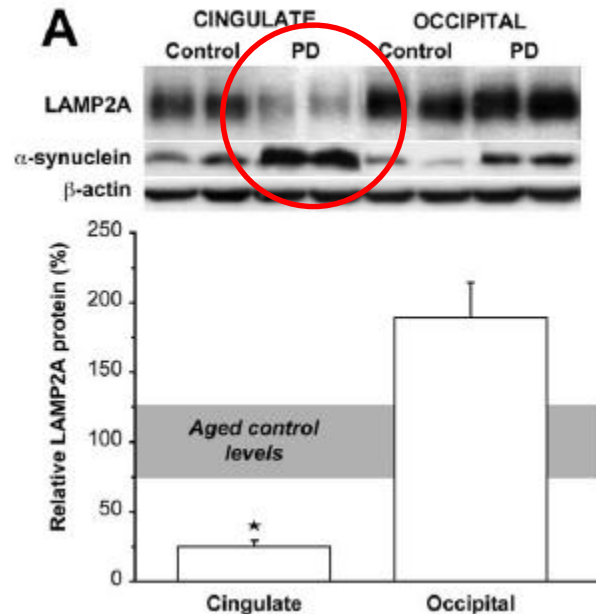 A
CINGULATE OCCIPITAL
Control PD Control PD
LAMP2A
α-synuclein
β-actin
Relative LAMP2A protein (%)
250
200
150
100
50
0
Aged control
levels
★
Cingulate Occipital